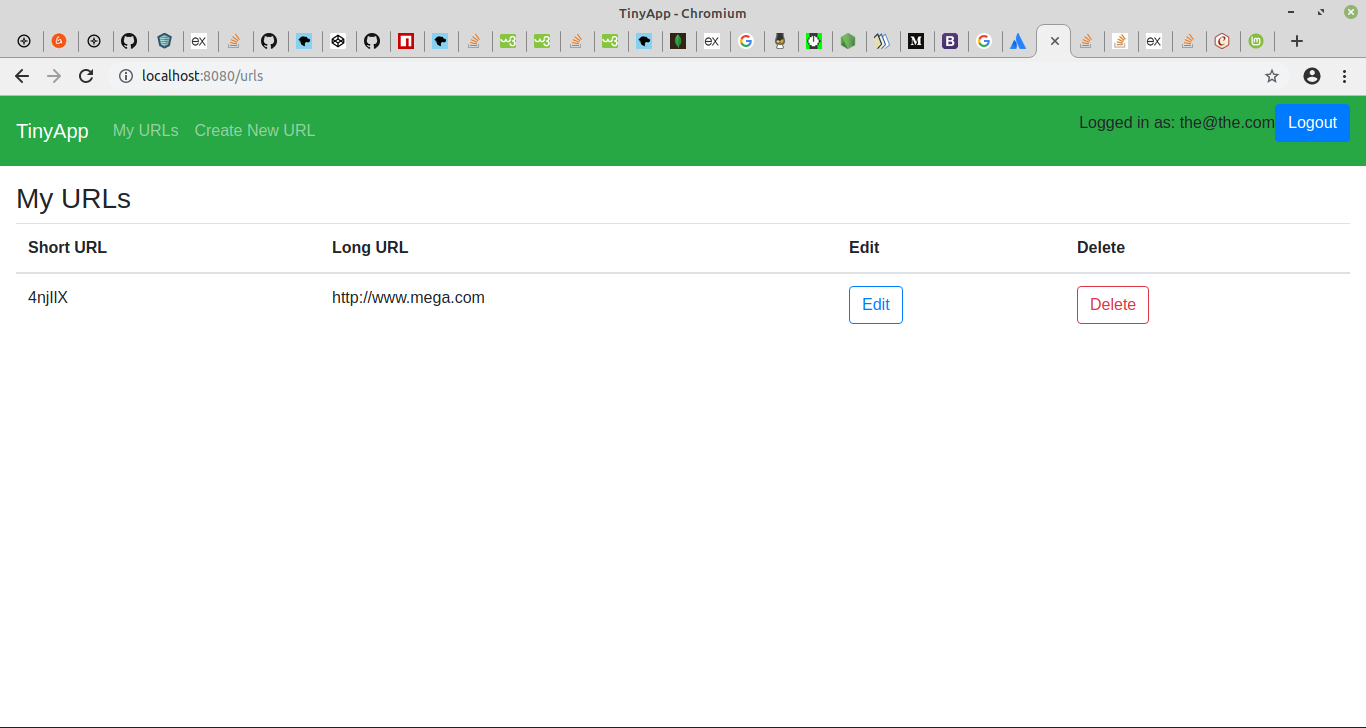 TinyApp - Chromium
localhost:8080/urls
TinyApp My URLs Create New URL Logged in as: the@the.com Logout
My URLs
Short URL Long URL Edit Delete
4njIlX http://www.mega.com Edit Delete